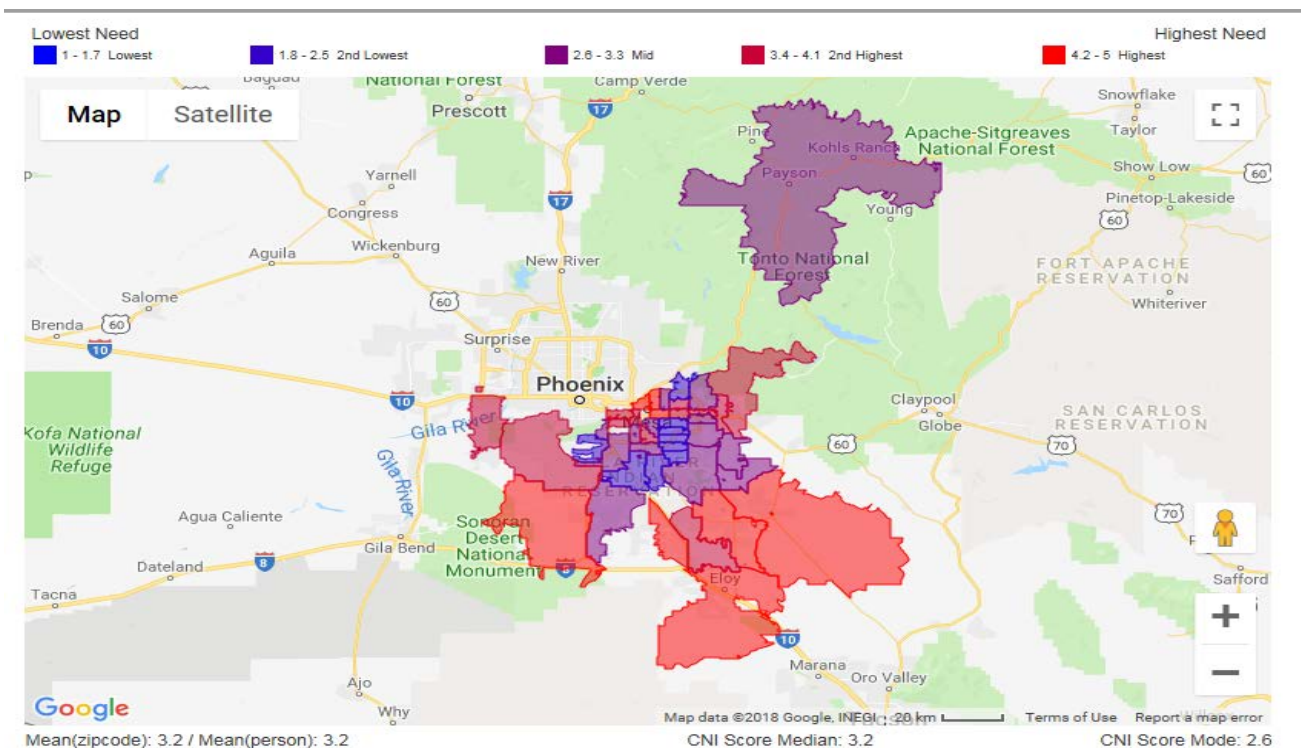 Lowest Need
Highest Need
1 - 1.7 Lowest
1.8 - 2.5 2nd Lowest
2.6 - 3.3 Mid
3.4 - 4.1 2nd Highest
4.2 - 5 Highest
Map
Satellite
Bagdad
National Forest
Camp Verde
Prescott
17
Snowflake
Taylor
Pine
Kohls Ranch
Apache-Sitgreaves
National Forest
Show Low
60
Yarnell
Payson
17
Young
Pinetop-Lakeside
Congress
60
Wickenburg
Aguila
New River
Tonto National
Forest
FORT APACHE
RESERVATION
Salome
60
Whiteriver
Brenda
60
Surprise
10
Phoenix
10
Claypool
Globe
Gila River
Mesa
SAN CARLOS
RESERVATION
Kofa National
Wildlife
Refuge
60
70
Gila River
INDIAN
RESERVATION
Agua Caliente
Sonoran
Desert
National
Monument
70
Gila Bend
8
8
Dateland
Eloy
Safford
Tacna
10
Marana
Oro Valley
Ajo
Why
Tucson
Google
Map data ©2018 Google, INEGI
20 km
Terms of Use
Report a map error
Mean(zipcode): 3.2 / Mean(person): 3.2
CNI Score Median: 3.2
CNI Score Mode: 2.6